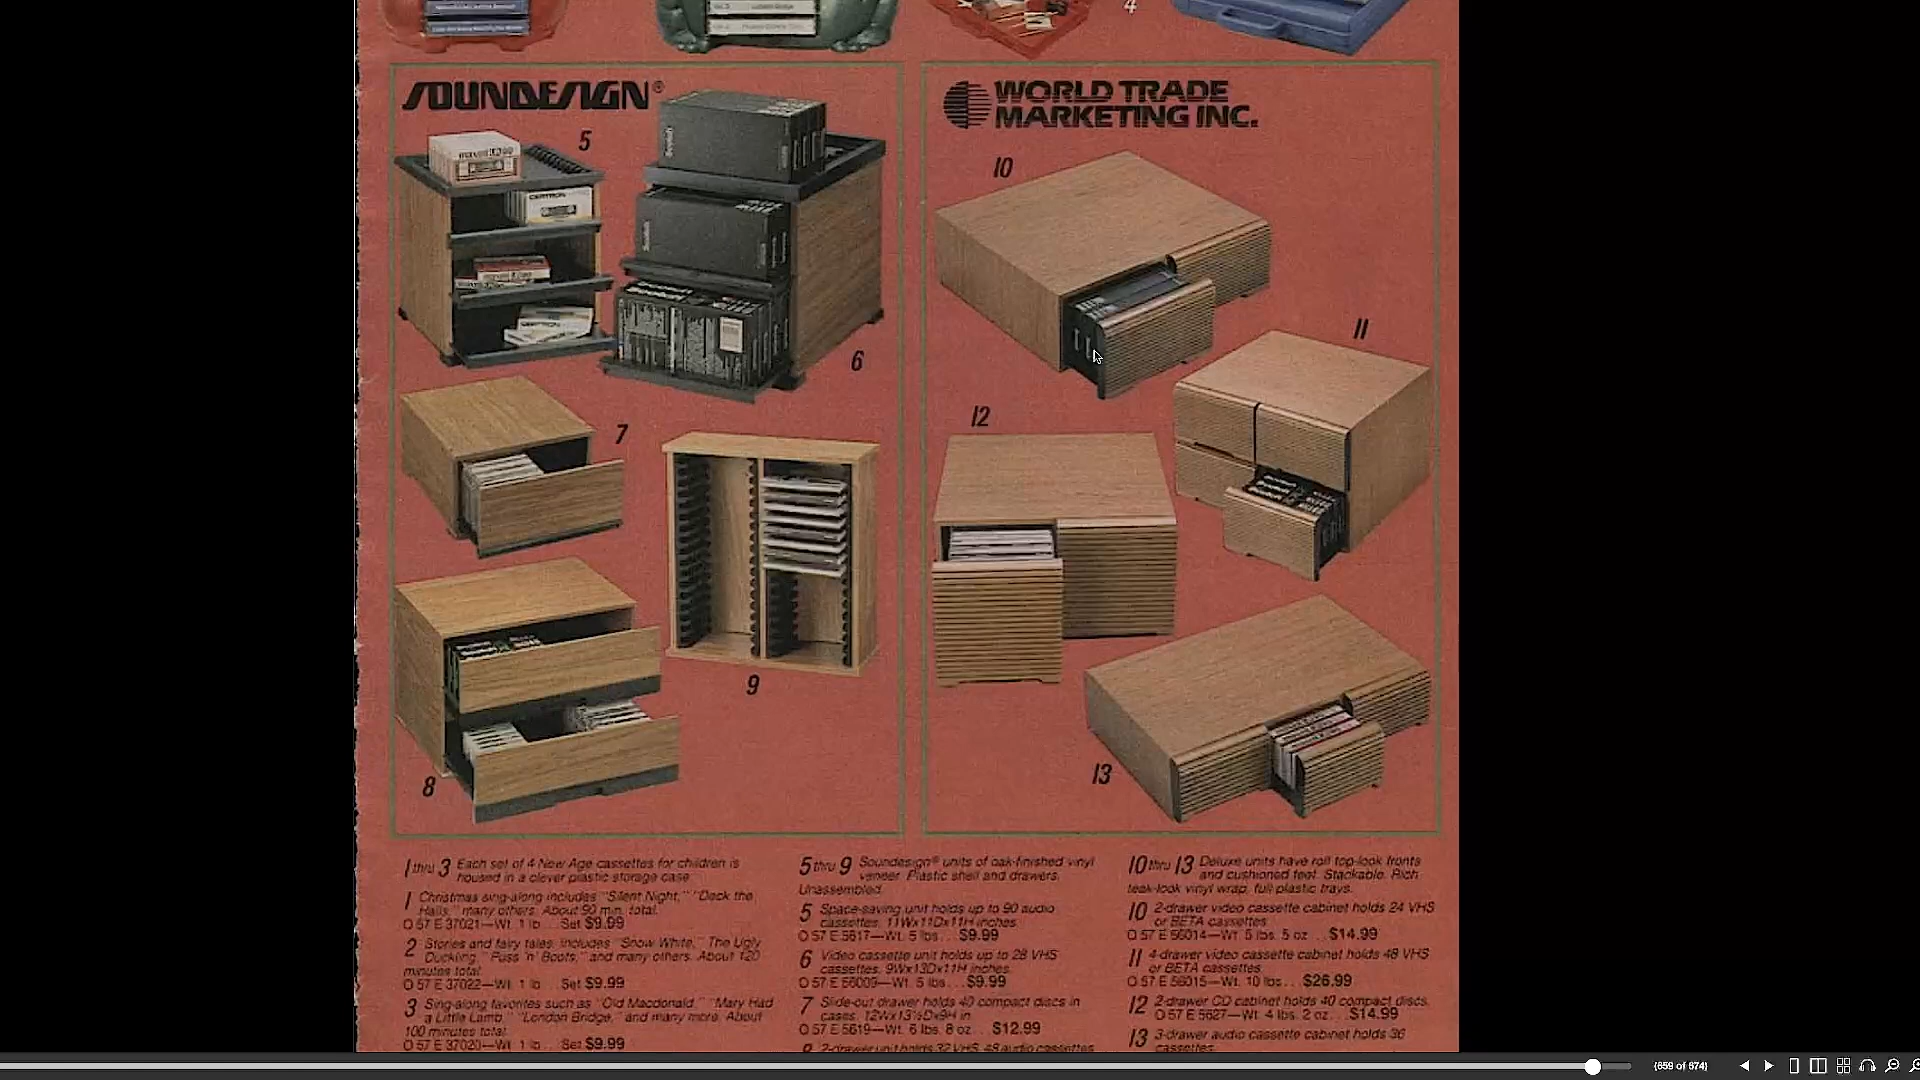 4
SOUNDESIGN®
5
6
7
8
9
WORLD TRADE
MARKETING INC.
10
11
12
13
1 thru 3 Each set of 4 New Age cassettes for children is
housed in a clever plastic storage case.
1 Christmas sing-along includes "Silent Night," "Deck the
Halls," many others. About 90 min. total.
O 57 E 37021—Wt. 1 lb. . . Set $9.99
2 Stories and fairy tales; includes "Snow White," "The Ugly
Duckling," "Puss 'n' Boots," and many others. About 120
minutes total.
O 57 E 37022—Wt. 1 lb. . . Set $9.99
3 Sing-along favorites such as "Old Macdonald," "Mary Had
a Little Lamb," "London Bridge," and many more. About
100 minutes total.
O 57 E 37020—Wt. 1 lb. . . Set $9.99
5 thru 9 Soundesign® units of oak-finished vinyl
veneer. Plastic shell and drawers.
Unassembled.
5 Space-saving unit holds up to 90 audio
cassettes. 11Wx11Dx11H inches.
O 57 E 5617—Wt. 5 lbs. . . $9.99
6 Video cassette unit holds up to 28 VHS
cassettes. 9Wx13Dx11H inches.
O 57 E 56009—Wt. 5 lbs. . . $9.99
7 Slide-out drawer holds 40 compact discs in
cases. 12Wx13½Dx9H in.
O 57 E 5619—Wt. 6 lbs. 8 oz. . . $12.99
2-drawer unit holds 32 VHS, 48 audio cassettes
10 thru 13 Deluxe units have roll top-look fronts
and cushioned feet. Stackable. Rich
teak-look vinyl wrap, full plastic trays.
10 2-drawer video cassette cabinet holds 24 VHS
or BETA cassettes.
O 57 E 56014—Wt. 5 lbs. 5 oz. . . $14.99
11 4-drawer video cassette cabinet holds 48 VHS
or BETA cassettes.
O 57 E 56015—Wt. 10 lbs. . . $26.99
12 2-drawer CD cabinet holds 40 compact discs.
O 57 E 5627—Wt. 4 lbs. 2 oz. . . $14.99
13 3-drawer audio cassette cabinet holds 36
cassettes.
(659 of 674)